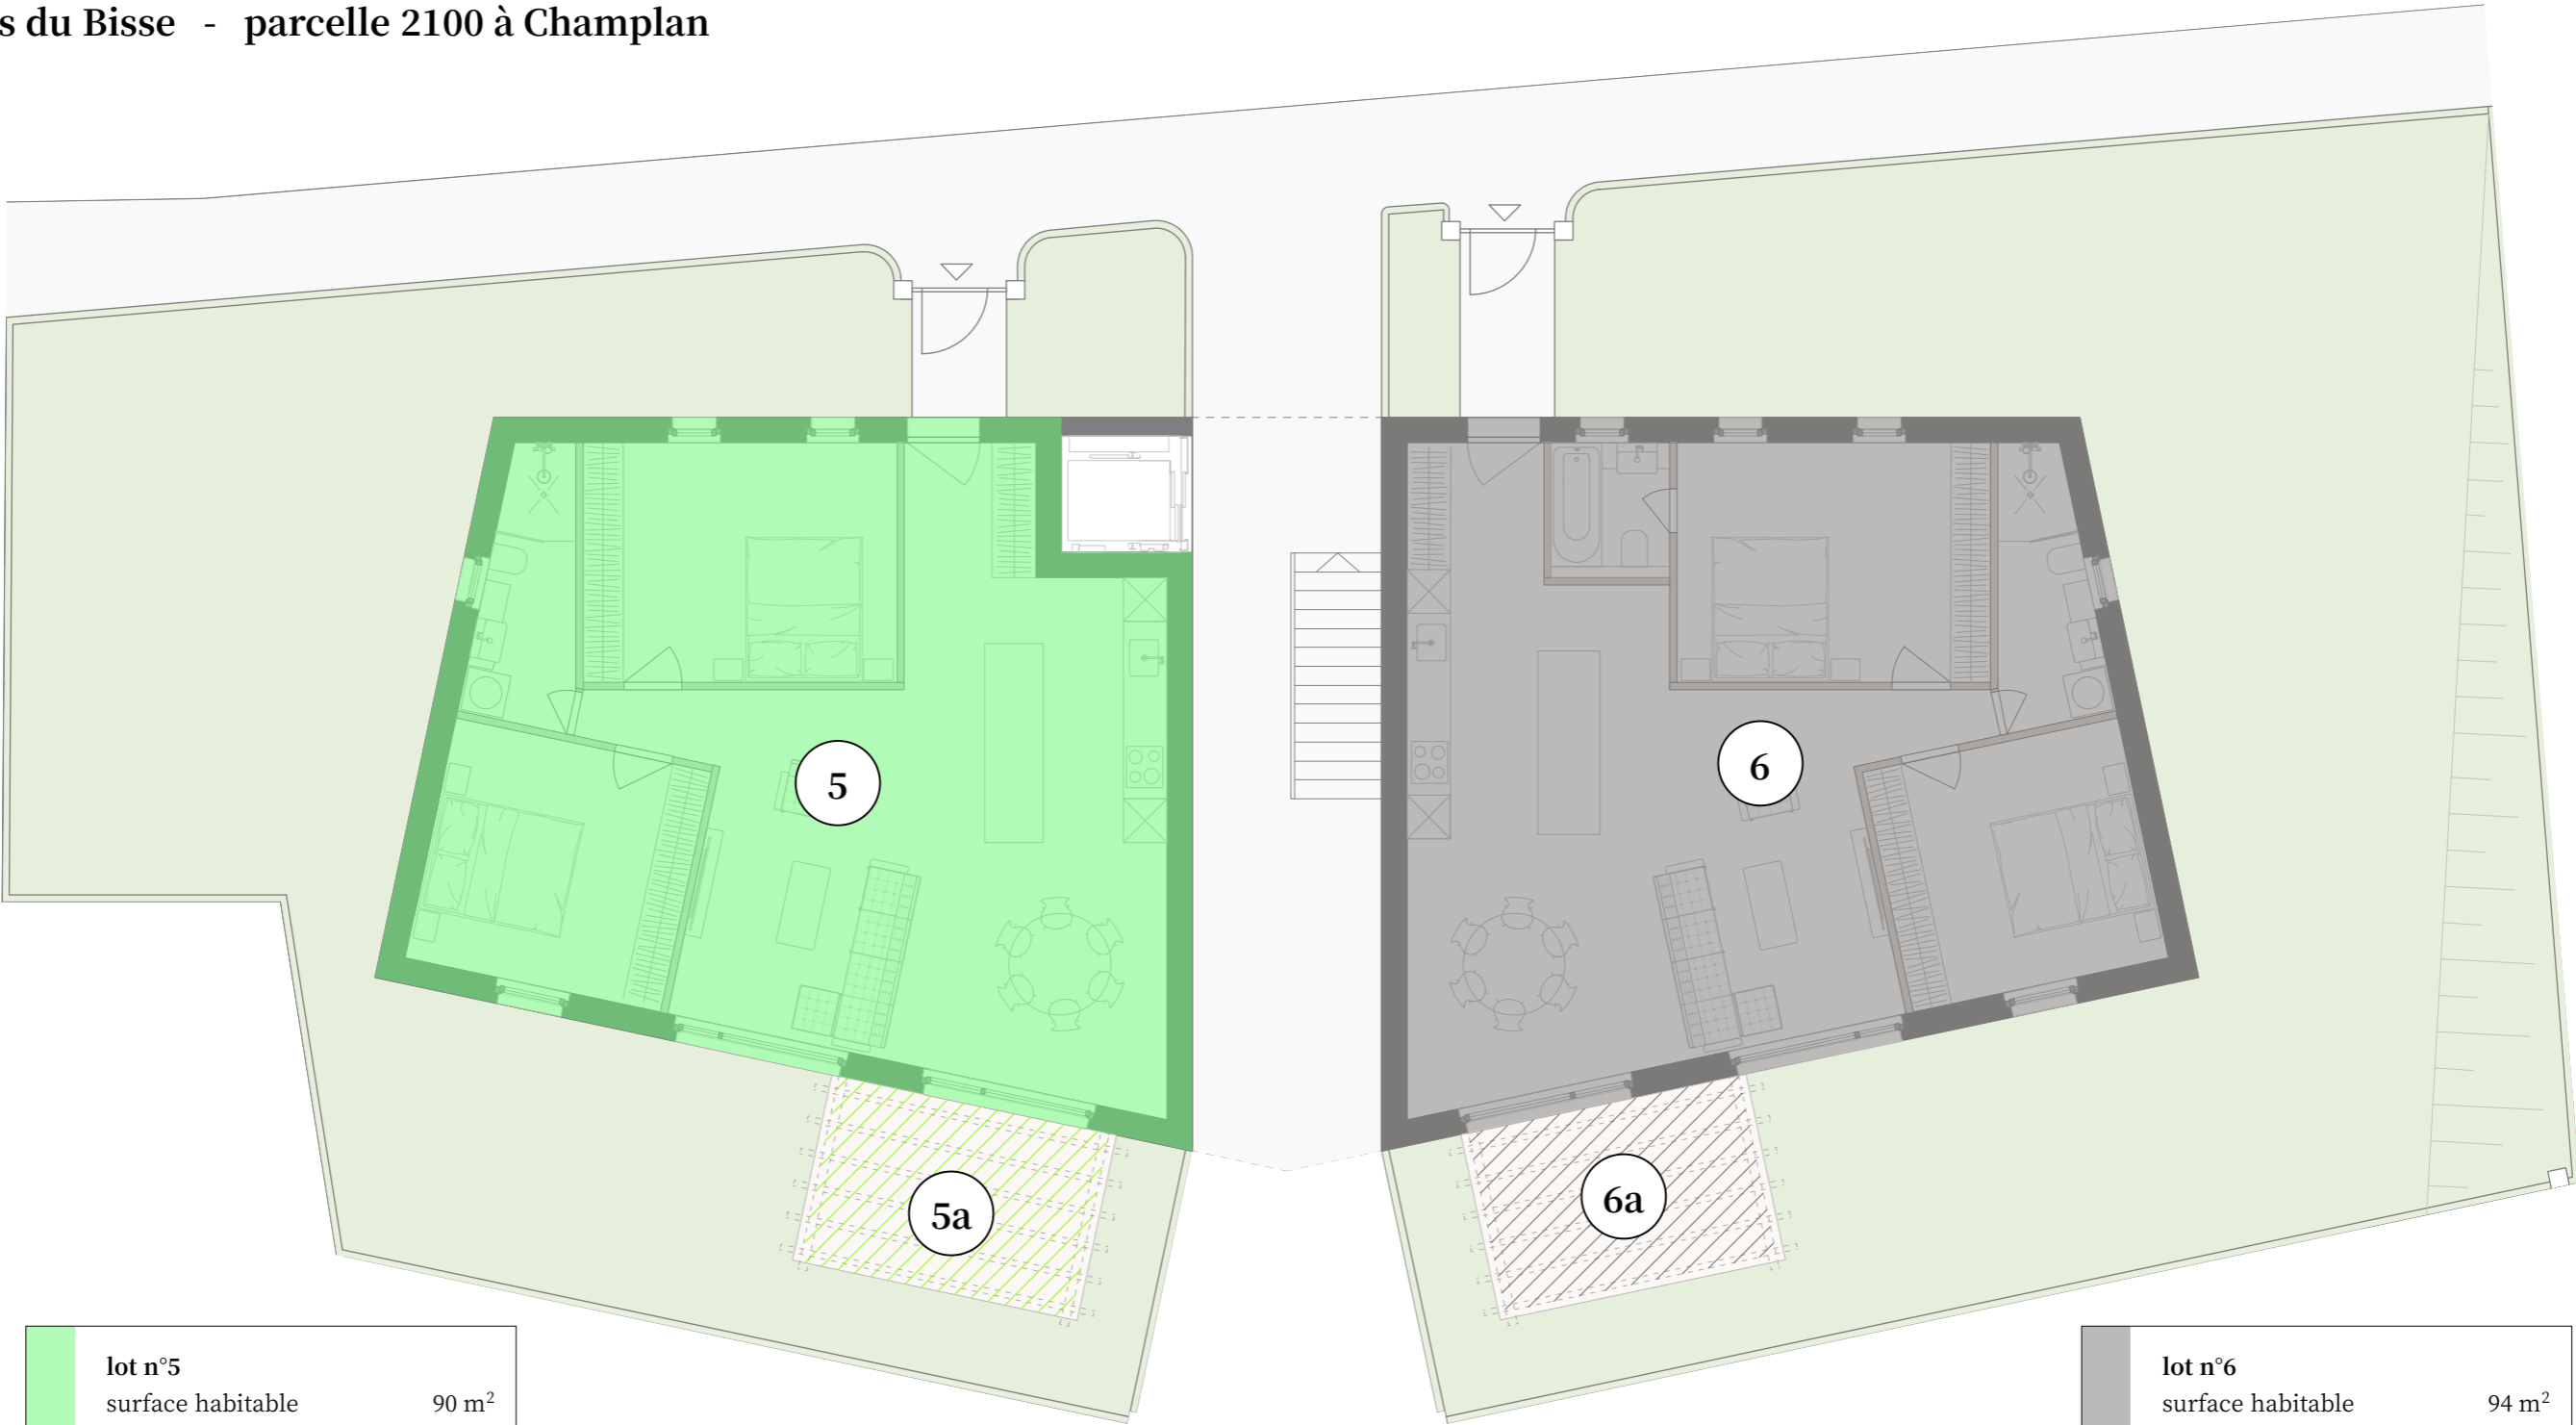 s du Bisse - parcelle 2100 à Champlan
5
6
5a
6a
lot n°5
surface habitable 90 m²
lot n°6
surface habitable 94 m²